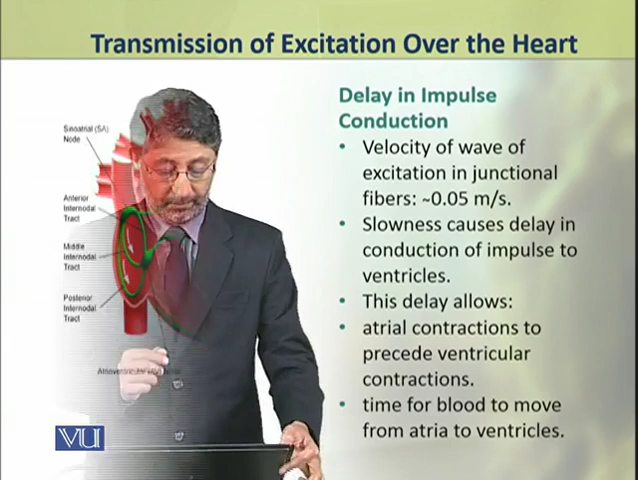 Transmission of Excitation Over the Heart
Delay in Impulse
Conduction
• Velocity of wave of
excitation in junctional
fibers: ~0.05 m/s.
• Slowness causes delay in
conduction of impulse to
ventricles.
• This delay allows:
• atrial contractions to
precede ventricular
contractions.
• time for blood to move
from atria to ventricles.
Sinoatrial (SA)
Node
Anterior
Internodal
Tract
Middle
Internodal
Tract
Posterior
Internodal
Tract
Atrioventricular
VU